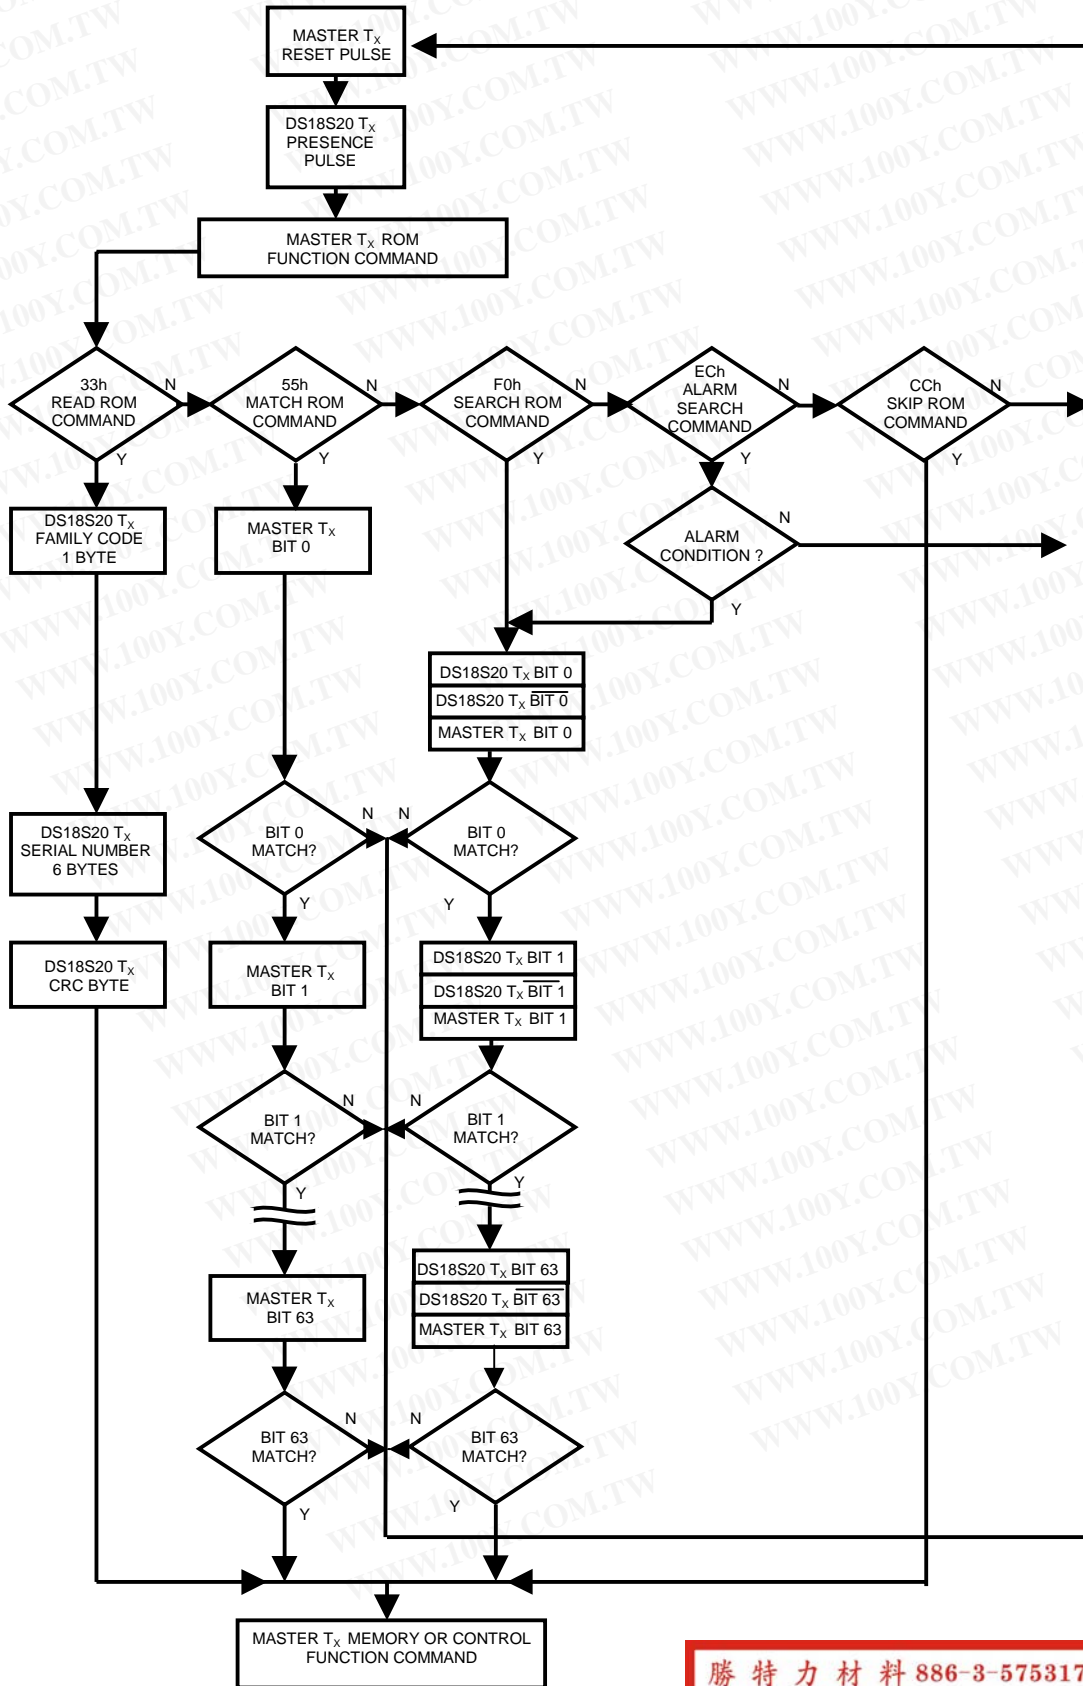 MASTER TX
RESET PULSE
DS18S20 TX
PRESENCE
PULSE
MASTER TX ROM
FUNCTION COMMAND
33h
READ ROM
COMMAND
N
Y
55h
MATCH ROM
COMMAND
N
Y
F0h
SEARCH ROM
COMMAND
N
Y
ECh
ALARM
SEARCH
COMMAND
N
Y
CCh
SKIP ROM
COMMAND
N
Y
DS18S20 TX
FAMILY CODE
1 BYTE
MASTER TX
BIT 0
ALARM
CONDITION ?
N
Y
DS18S20 TX BIT 0
DS18S20 TX BIT 0
MASTER TX BIT 0
DS18S20 TX
SERIAL NUMBER
6 BYTES
BIT 0
MATCH?
N
Y
BIT 0
MATCH?
N
Y
DS18S20 TX
CRC BYTE
MASTER TX
BIT 1
DS18S20 TX BIT 1
DS18S20 TX BIT 1
MASTER TX BIT 1
BIT 1
MATCH?
N
Y
BIT 1
MATCH?
N
Y
MASTER TX
BIT 63
DS18S20 TX BIT 63
DS18S20 TX BIT 63
MASTER TX BIT 63
BIT 63
MATCH?
N
Y
BIT 63
MATCH?
N
Y
MASTER TX MEMORY OR CONTROL
FUNCTION COMMAND
勝特力材料 886-3-575317
WWW.100Y.COM.TW